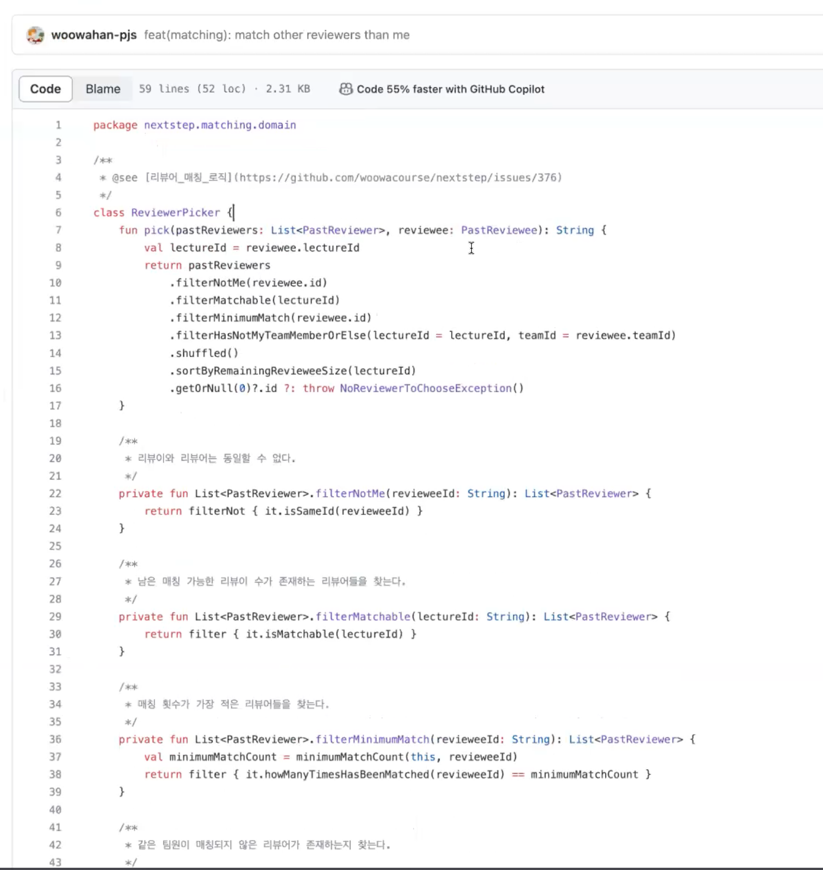 woowahan-pjs feat(matching): match other reviewers than me
Code Blame 59 lines (52 loc) · 2.31 KB Code 55% faster with GitHub Copilot
1 package nextstep.matching.domain
2
3 /**
4 * @see [리뷰어_매칭_로직](https://github.com/woowacourse/nextstep/issues/376)
5 */
6 class ReviewerPicker {
7 fun pick(pastReviewers: List<PastReviewer>, reviewee: PastReviewee): String {
8 val lectureId = reviewee.lectureId
9 return pastReviewers
10 .filterNotMe(reviewee.id)
11 .filterMatchable(lectureId)
12 .filterMinimumMatch(reviewee.id)
13 .filterHasNotMyTeamMemberOrElse(lectureId = lectureId, teamId = reviewee.teamId)
14 .shuffled()
15 .sortByRemainingRevieweeSize(lectureId)
16 .getOrNull(0)?.id ?: throw NoReviewerToChooseException()
17 }
18
19 /**
20 * 리뷰이와 리뷰어는 동일할 수 없다.
21 */
22 private fun List<PastReviewer>.filterNotMe(revieweeId: String): List<PastReviewer> {
23 return filterNot { it.isSameId(revieweeId) }
24 }
25
26 /**
27 * 남은 매칭 가능한 리뷰이 수가 존재하는 리뷰어들을 찾는다.
28 */
29 private fun List<PastReviewer>.filterMatchable(lectureId: String): List<PastReviewer> {
30 return filter { it.isMatchable(lectureId) }
31 }
32
33 /**
34 * 매칭 횟수가 가장 적은 리뷰어들을 찾는다.
35 */
36 private fun List<PastReviewer>.filterMinimumMatch(revieweeId: String): List<PastReviewer> {
37 val minimumMatchCount = minimumMatchCount(this, revieweeId)
38 return filter { it.howManyTimesHasBeenMatched(revieweeId) == minimumMatchCount }
39 }
40
41 /**
42 * 같은 팀원이 매칭되지 않은 리뷰어가 존재하는지 찾는다.
43 */